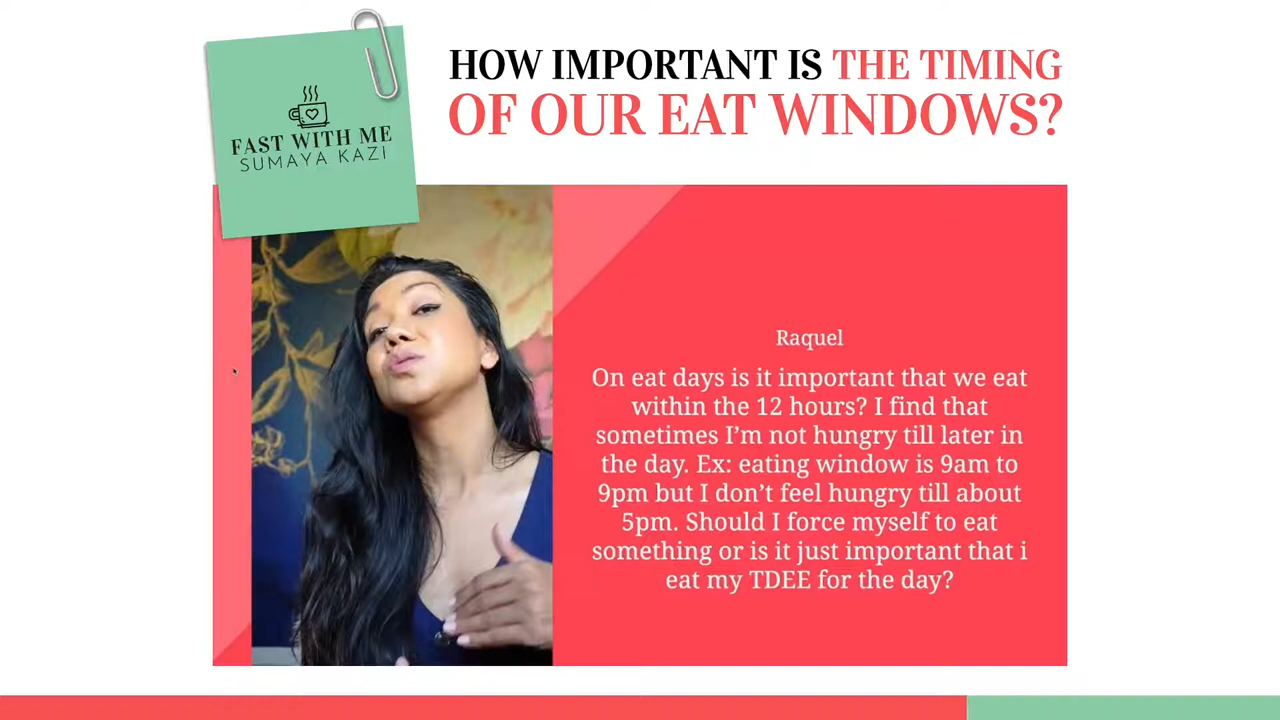 HOW IMPORTANT IS THE TIMING
OF OUR EAT WINDOWS?
FAST WITH ME
SUMAYA KAZI
Raquel
On eat days is it important that we eat
within the 12 hours? I find that
sometimes I’m not hungry till later in
the day. Ex: eating window is 9am to
9pm but I don’t feel hungry till about
5pm. Should I force myself to eat
something or is it just important that i
eat my TDEE for the day?